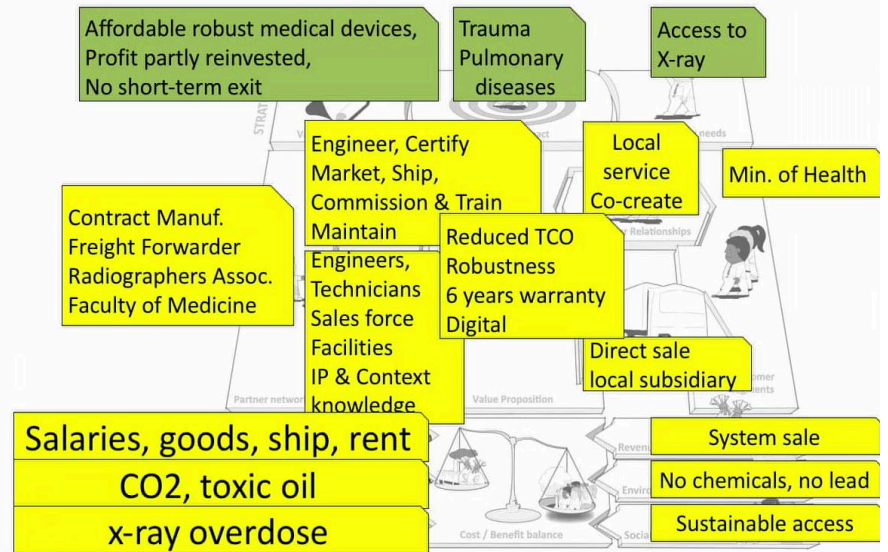 Affordable robust medical devices,
Profit partly reinvested,
No short-term exit
Trauma
Pulmonary
diseases
Access to
X-ray
STRAT
needs
Engineer, Certify
Market, Ship,
Commission & Train
Maintain
Local
service
Co-create
Min. of Health
Relationships
Contract Manuf.
Freight Forwarder
Radiographers Assoc.
Faculty of Medicine
Reduced TCO
Robustness
6 years warranty
Digital
Engineers,
Technicians
Sales force
Facilities
IP & Context
knowledge
Direct sale
local subsidiary
Partner network
Value Proposition
Salaries, goods, ship, rent
CO2, toxic oil
x-ray overdose
Cost / Benefit balance
System sale
No chemicals, no lead
Sustainable access